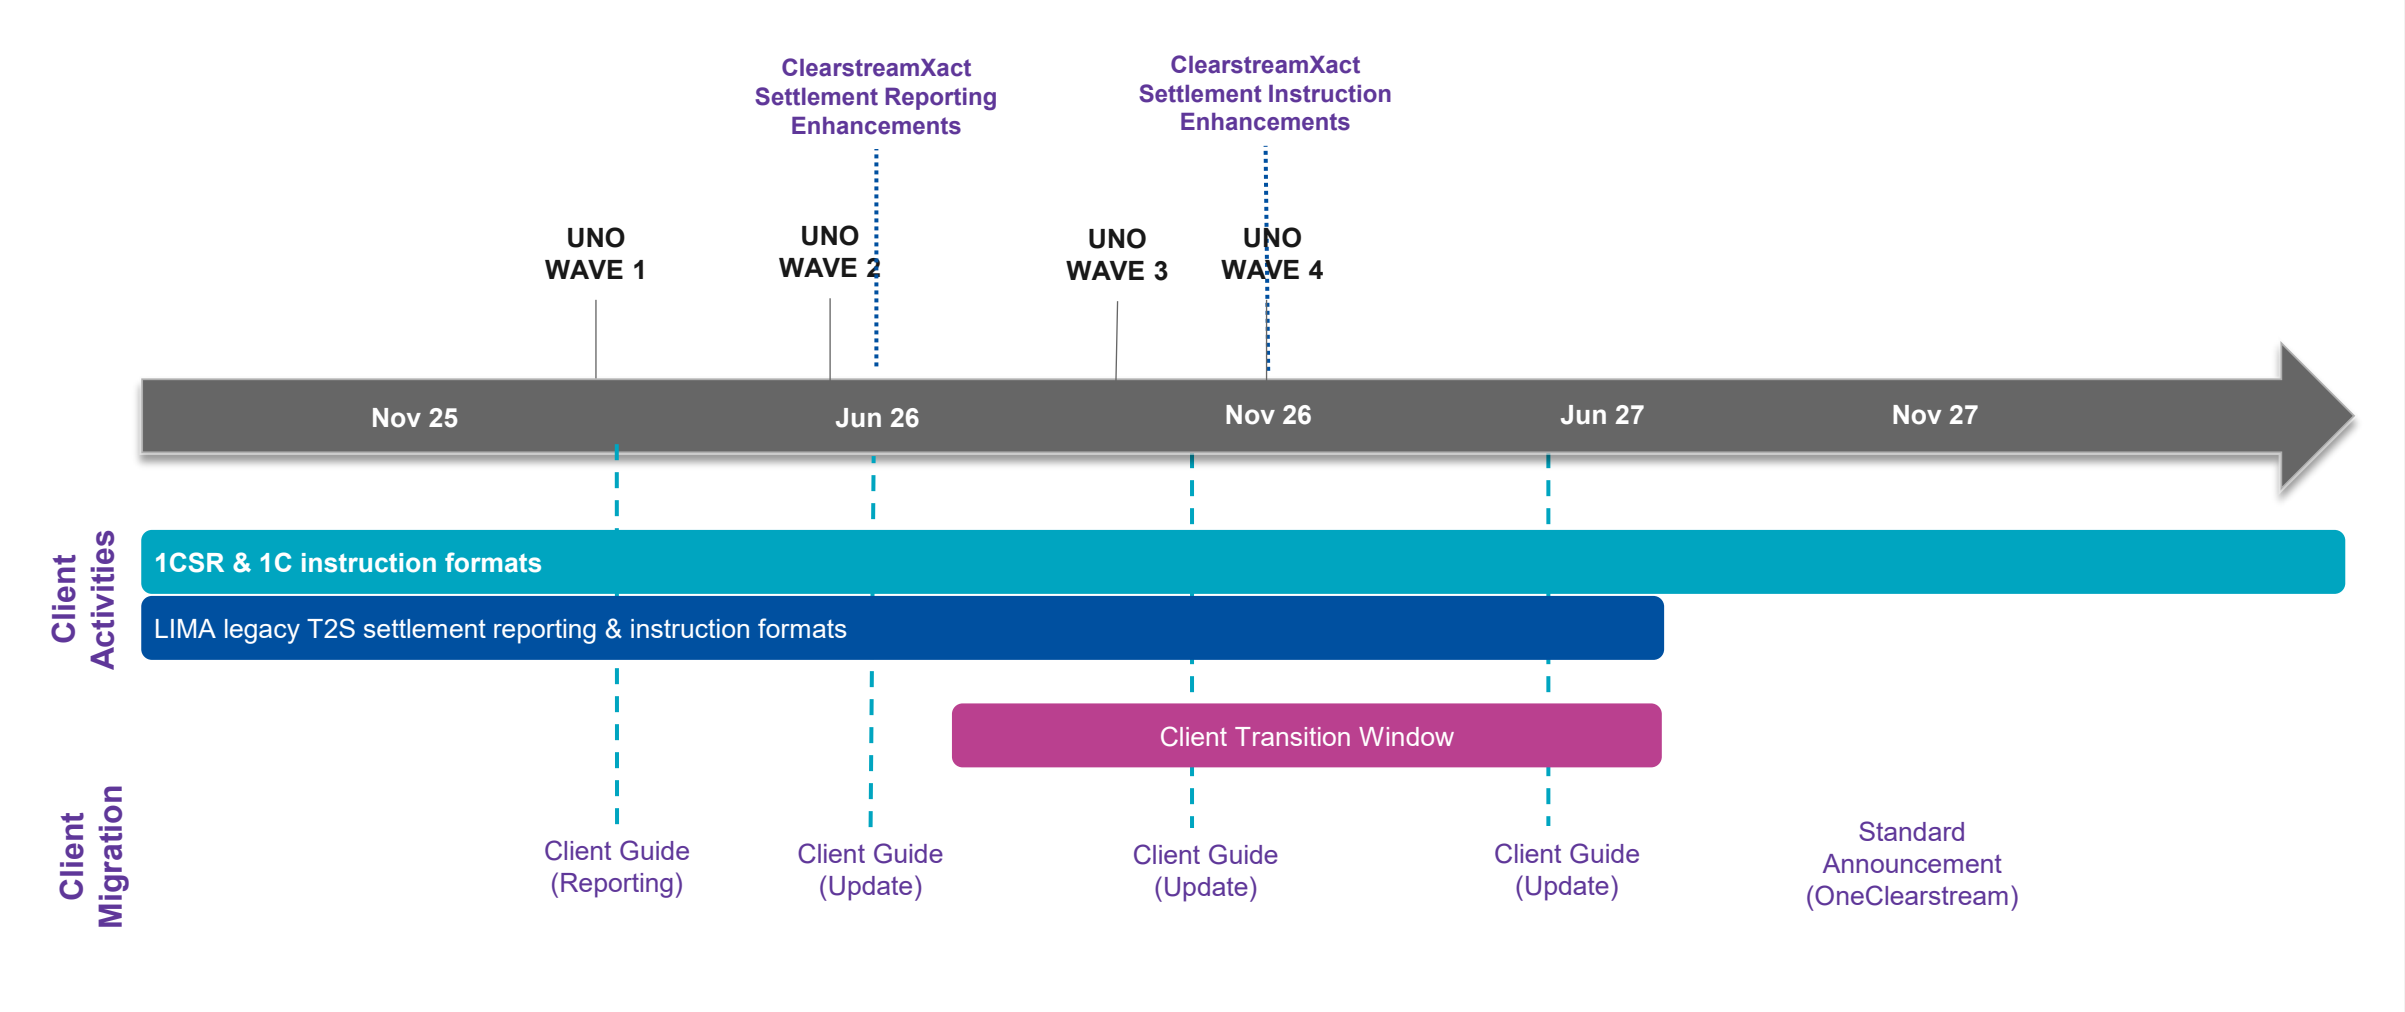 ClearstreamXact
Settlement Reporting
Enhancements
ClearstreamXact
Settlement Instruction
Enhancements
UNO
WAVE 1
UNO
WAVE 2
UNO
WAVE 3
UNO
WAVE 4
Nov 25
Jun 26
Nov 26
Jun 27
Nov 27
Client
Activities
1CSR & 1C instruction formats
LIMA legacy T2S settlement reporting & instruction formats
Client Transition Window
Client
Migration
Client Guide
(Reporting)
Client Guide
(Update)
Client Guide
(Update)
Client Guide
(Update)
Standard
Announcement
(OneClearstream)